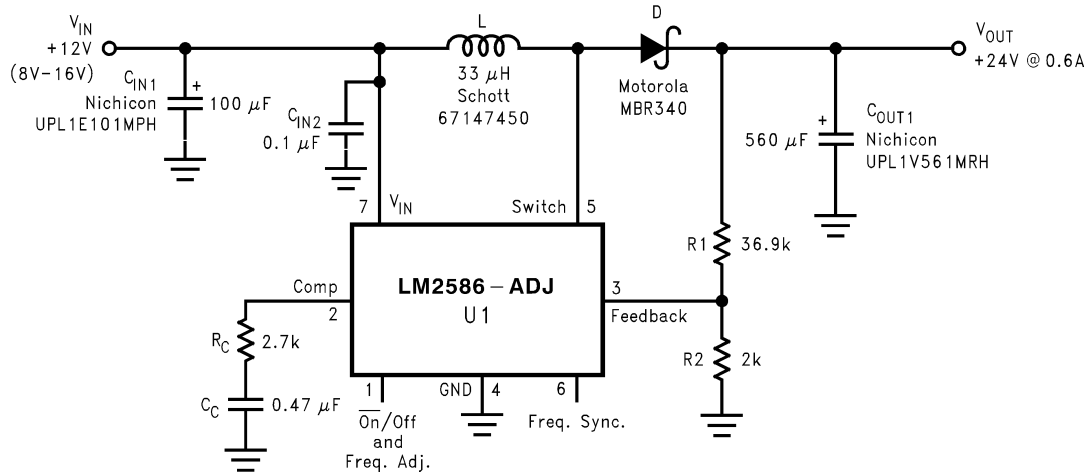 V_IN
+12V
(8V-16V)
C_IN1
Nichicon
UPL1E101MPH
+
100 μF
C_IN2
0.1 μF
L
33 μH
Schott
67147450
D
Motorola
MBR340
V_OUT
+24V @ 0.6A
+
560 μF
C_OUT1
Nichicon
UPL1V561MRH
7
V_IN
Switch
5
R1
36.9k
Comp
2
LM2586-ADJ
U1
3
Feedback
R_C
2.7k
R2
2k
C_C
0.47 μF
1
GND
4
6
O̅n̅/Off
and
Freq. Adj.
Freq. Sync.